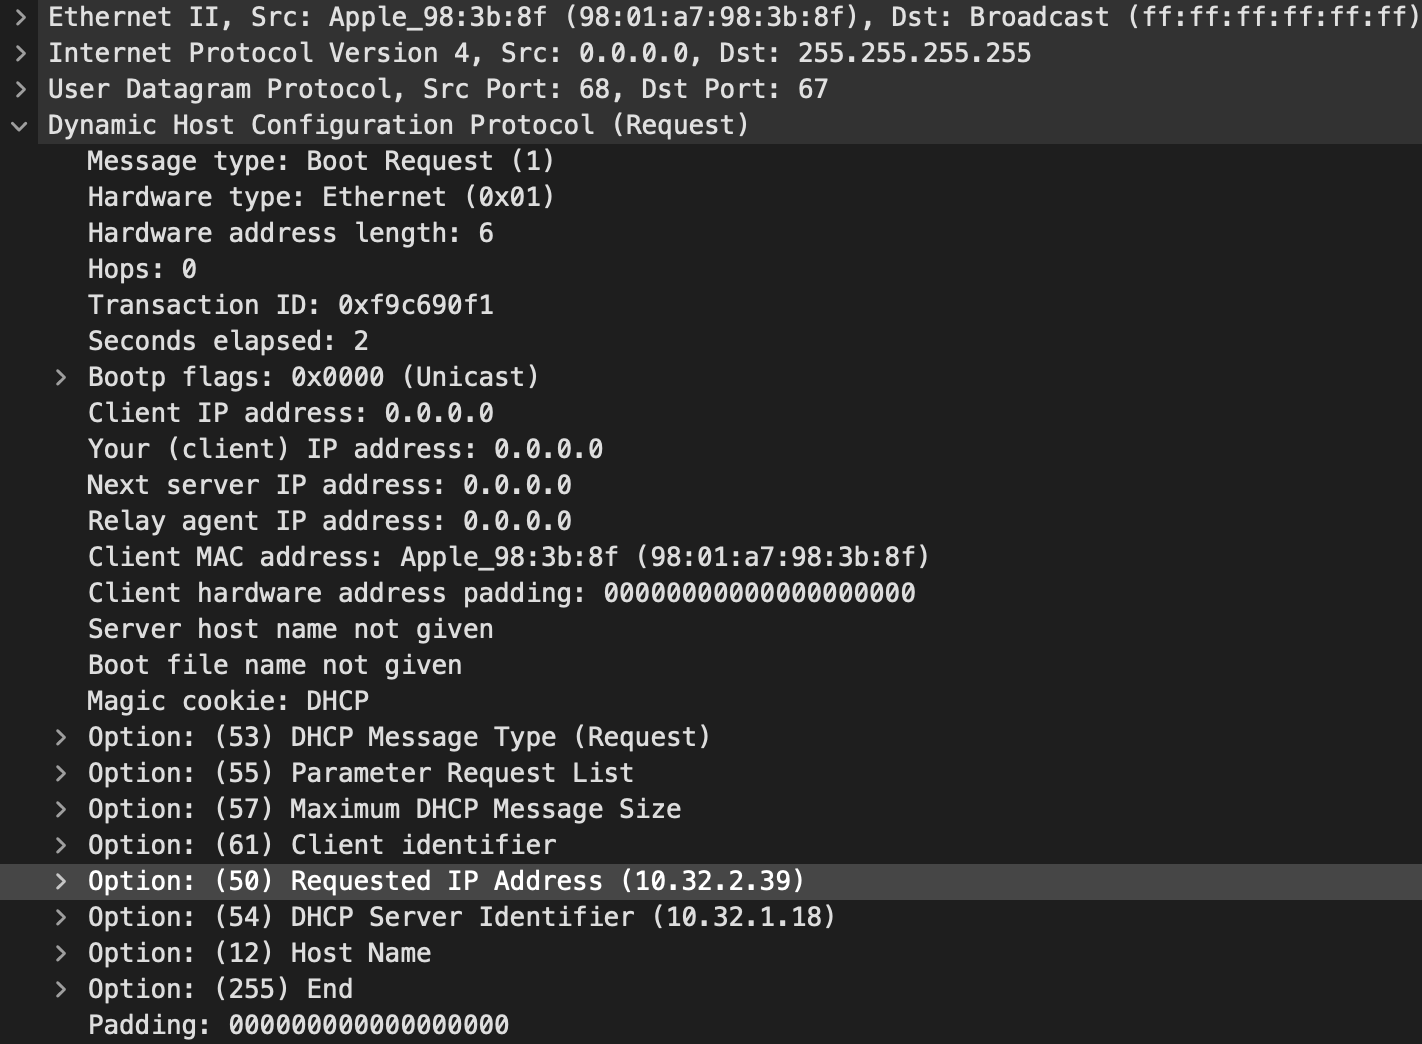 Ethernet II, Src: Apple_98:3b:8f (98:01:a7:98:3b:8f), Dst: Broadcast (ff:ff:ff:ff:ff:ff)
Internet Protocol Version 4, Src: 0.0.0.0, Dst: 255.255.255.255
User Datagram Protocol, Src Port: 68, Dst Port: 67
Dynamic Host Configuration Protocol (Request)
Message type: Boot Request (1)
Hardware type: Ethernet (0x01)
Hardware address length: 6
Hops: 0
Transaction ID: 0xf9c690f1
Seconds elapsed: 2
Bootp flags: 0x0000 (Unicast)
Client IP address: 0.0.0.0
Your (client) IP address: 0.0.0.0
Next server IP address: 0.0.0.0
Relay agent IP address: 0.0.0.0
Client MAC address: Apple_98:3b:8f (98:01:a7:98:3b:8f)
Client hardware address padding: 00000000000000000000
Server host name not given
Boot file name not given
Magic cookie: DHCP
Option: (53) DHCP Message Type (Request)
Option: (55) Parameter Request List
Option: (57) Maximum DHCP Message Size
Option: (61) Client identifier
Option: (50) Requested IP Address (10.32.2.39)
Option: (54) DHCP Server Identifier (10.32.1.18)
Option: (12) Host Name
Option: (255) End
Padding: 000000000000000000